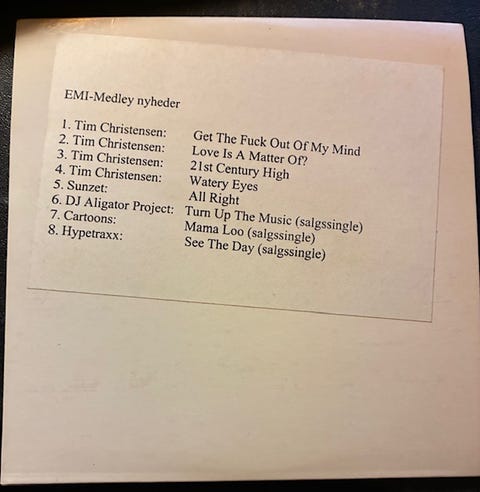 EMI-Medley nyheder
1. Tim Christensen: Get The Fuck Out Of My Mind
2. Tim Christensen: Love Is A Matter Of?
3. Tim Christensen: 21st Century High
4. Tim Christensen: Watery Eyes
5. Sunzet: All Right
6. DJ Aligator Project: Turn Up The Music (salgssingle)
7. Cartoons: Mama Loo (salgssingle)
8. Hypetraxx: See The Day (salgssingle)